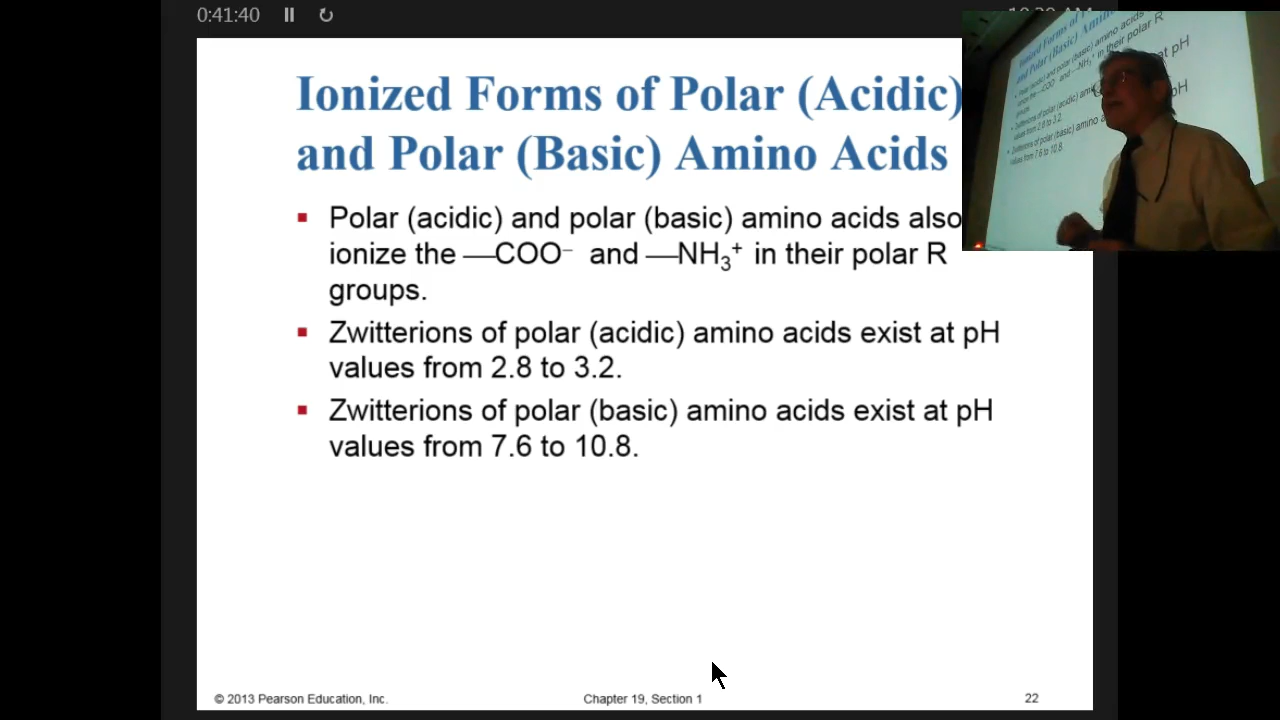 0:41:40
Ionized Forms of Polar (Acidic)
and Polar (Basic) Amino Acids
▪ Polar (acidic) and polar (basic) amino acids also
ionize the —COO⁻ and —NH₃⁺ in their polar R
groups.
▪ Zwitterions of polar (acidic) amino acids exist at pH
values from 2.8 to 3.2.
▪ Zwitterions of polar (basic) amino acids exist at pH
values from 7.6 to 10.8.
© 2013 Pearson Education, Inc.
Chapter 19, Section 1
22